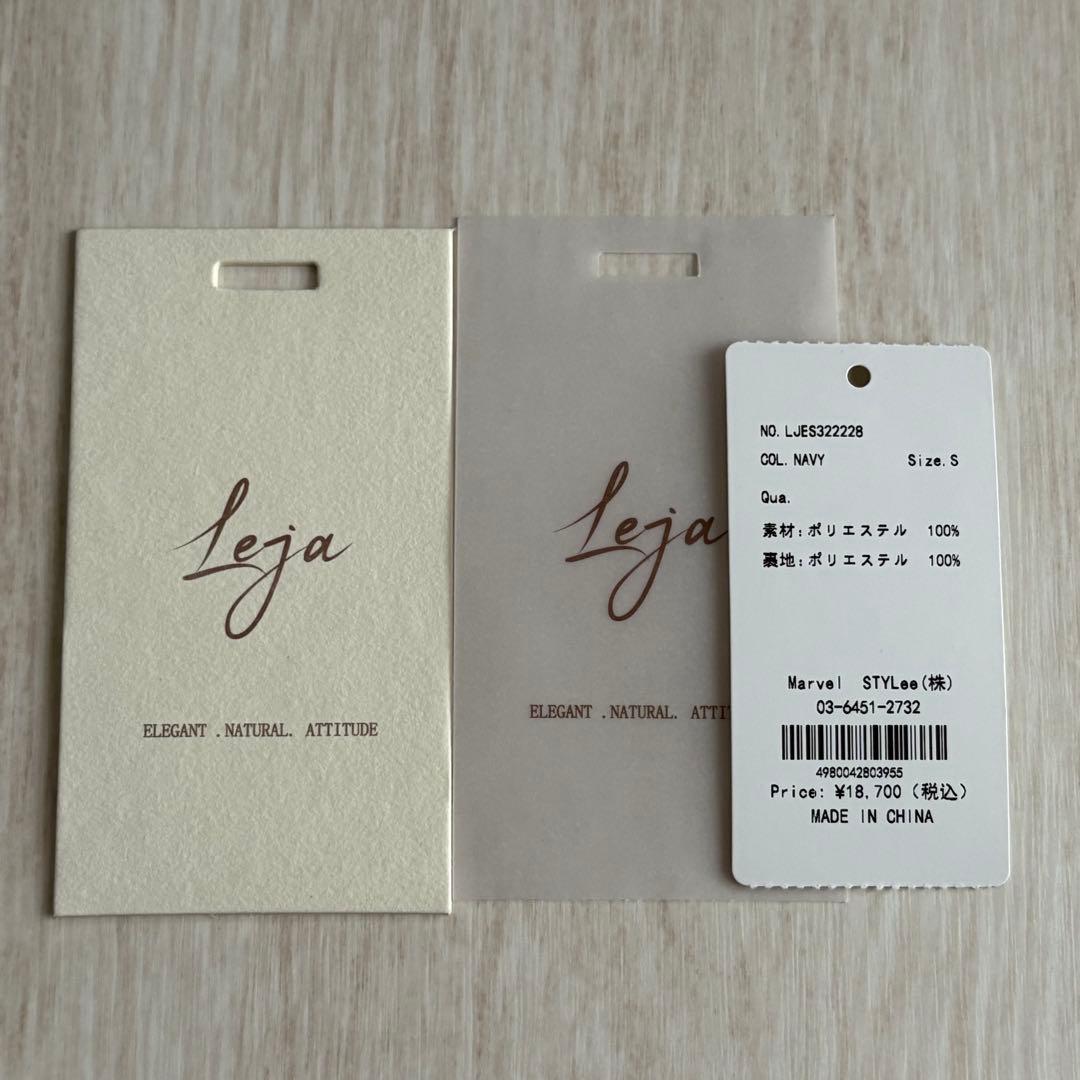 Leja
ELEGANT .NATURAL. ATTITUDE
Leja
ELEGANT .NATURAL. ATTI
NO. LJES322228
COL. NAVY Size. S
Qua.
素材:ポリエステル 100%
裏地:ポリエステル 100%
Marvel STYLee(株)
03-6451-2732
4980042803955
Price: ¥18,700 (税込)
MADE IN CHINA